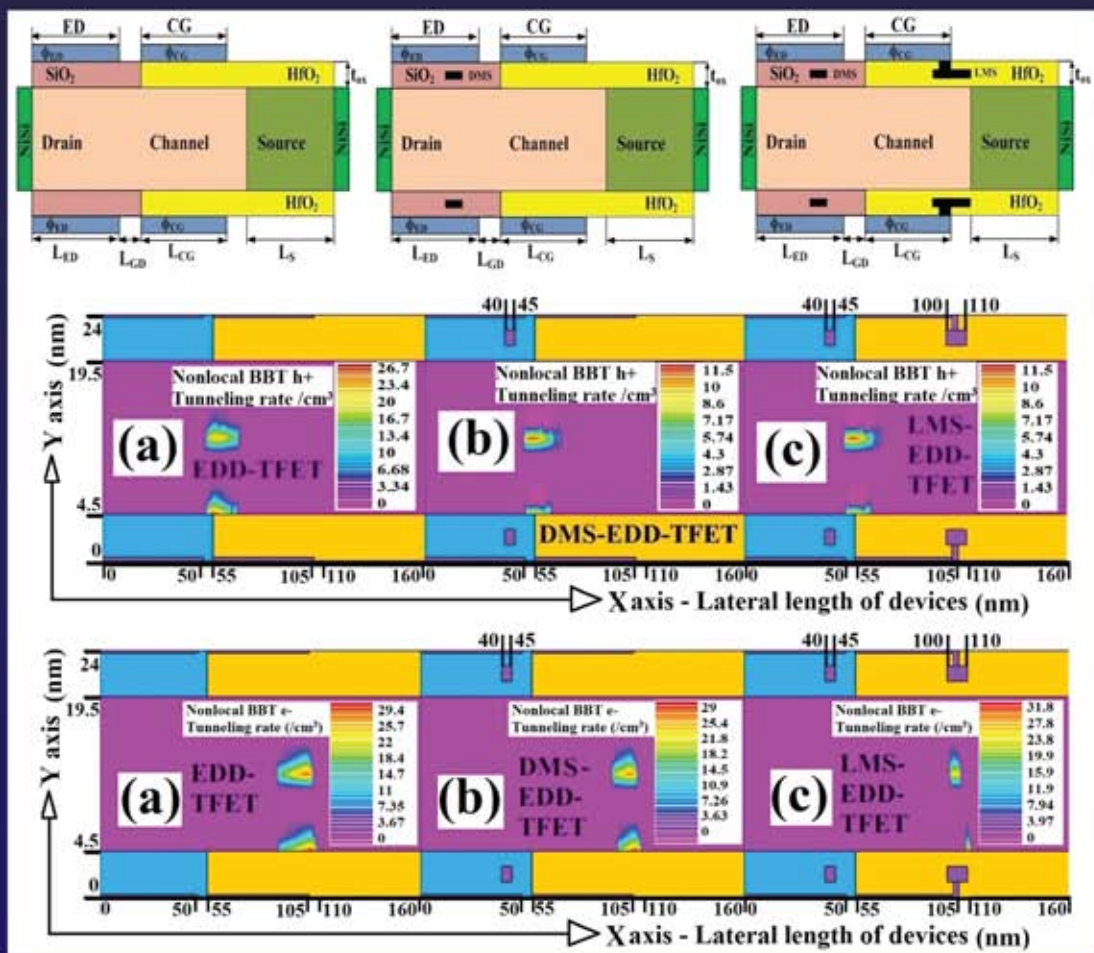 ED CG ED CG ED CG
ϕED ϕCG ϕED ϕCG ϕED ϕCG
SiO₂ HfO₂ tox SiO₂ DMS HfO₂ SiO₂ DMS LMS HfO₂ tox
NiSi Drain Channel Source NiSi Drain Channel Source NiSi Drain Channel Source NiSi
HfO₂ HfO₂ HfO₂
ϕED ϕCG ϕED ϕCG ϕED ϕCG
LED LGD LCG LS LED LGD LCG LS LED LGD LCG LS
40 45 40 45 100 110
Y axis (nm)
24
19.5
4.5
0
Nonlocal BBT h+
Tunneling rate /cm³
26.7
23.4
20
16.7
13.4
10
6.68
3.34
0
(a)
EDD-TFET
Nonlocal BBT h+
Tunneling rate /cm³
11.5
10
8.6
7.17
5.74
4.3
2.87
1.43
0
(b)
DMS-EDD-TFET
Nonlocal BBT h+
Tunneling rate /cm³
11.5
10
8.6
7.17
5.74
4.3
2.87
1.43
0
(c)
LMS-
EDD-
TFET
0 50 55 105 110 160 0 50 55 105 110 160 0 50 55 105 110 160
X axis - Lateral length of devices (nm)
40 45 40 45 100 110
Y axis (nm)
24
19.5
4.5
0
Nonlocal BBT e-
Tunneling rate (/cm³)
29.4
25.7
22
18.4
14.7
11
7.35
3.67
0
(a)
EDD-
TFET
Nonlocal BBT e-
Tunneling rate (/cm³)
29
25.4
21.8
18.2
14.5
10.9
7.26
3.63
0
(b)
DMS-
EDD-
TFET
Nonlocal BBT e-
Tunneling rate (/cm³)
31.8
27.8
23.8
19.9
15.9
11.9
7.94
3.97
0
(c)
LMS-
EDD-
TFET
0 50 55 105 110 160 0 50 55 105 110 160 0 50 55 105 110 160
X axis - Lateral length of devices (nm)